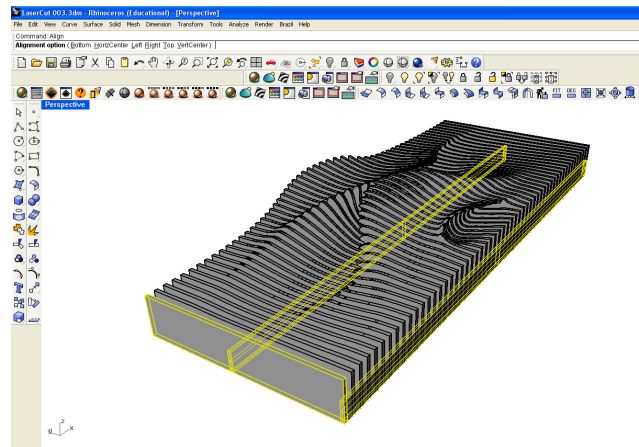 LaserCut 003.3dm - Rhinoceros (Educational) - [Perspective]
File Edit View Curve Surface Solid Mesh Dimension Transform Tools Analyze Render Brazil Help
Command: Align
Alignment option ( Bottom HorizCenter Left Right Top VertCenter ):
Perspective
z
x